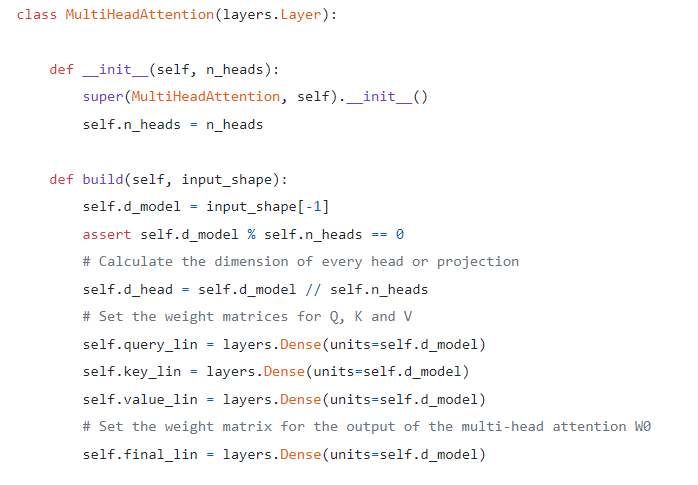 class MultiHeadAttention(layers.Layer):
def __init__(self, n_heads):
super(MultiHeadAttention, self).__init__()
self.n_heads = n_heads
def build(self, input_shape):
self.d_model = input_shape[-1]
assert self.d_model % self.n_heads == 0
# Calculate the dimension of every head or projection
self.d_head = self.d_model // self.n_heads
# Set the weight matrices for Q, K and V
self.query_lin = layers.Dense(units=self.d_model)
self.key_lin = layers.Dense(units=self.d_model)
self.value_lin = layers.Dense(units=self.d_model)
# Set the weight matrix for the output of the multi-head attention W0
self.final_lin = layers.Dense(units=self.d_model)